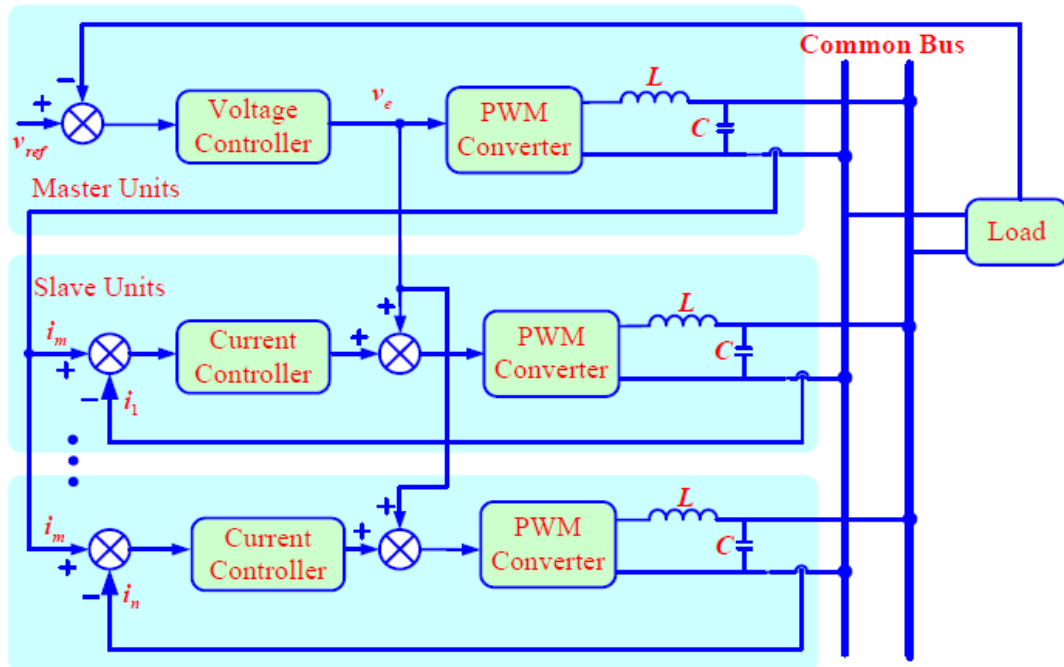 Common Bus
L
−
+
v_ref
Voltage
Controller
v_e
PWM
Converter
C
Master Units
Load
Slave Units
L
i_m
+
−
i_1
Current
Controller
+
+
PWM
Converter
C
L
i_m
+
−
i_n
Current
Controller
+
+
PWM
Converter
C